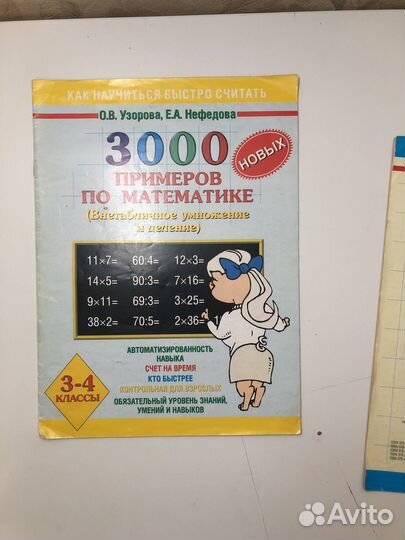 КАК НАУЧИТЬСЯ БЫСТРО СЧИТАТЬ
О.В. Узорова, Е.А. Нефедова
3000
НОВЫХ
ПРИМЕРОВ
ПО МАТЕМАТИКЕ
(Внетабличное умножение
и деление)
11×7= 60:4= 12×3=
14×5= 90:3= 7×16=
9×11= 69:3= 3×25=
38×2= 70:5= 2×36=
АВТОМАТИЗИРОВАННОСТЬ
НАВЫКА
СЧЕТ НА ВРЕМЯ
КТО БЫСТРЕЕ
КОНТРОЛЬНАЯ ДЛЯ ВЗРОСЛЫХ
ОБЯЗАТЕЛЬНЫЙ УРОВЕНЬ ЗНАНИЙ,
УМЕНИЙ И НАВЫКОВ
3-4
КЛАССЫ
Avito